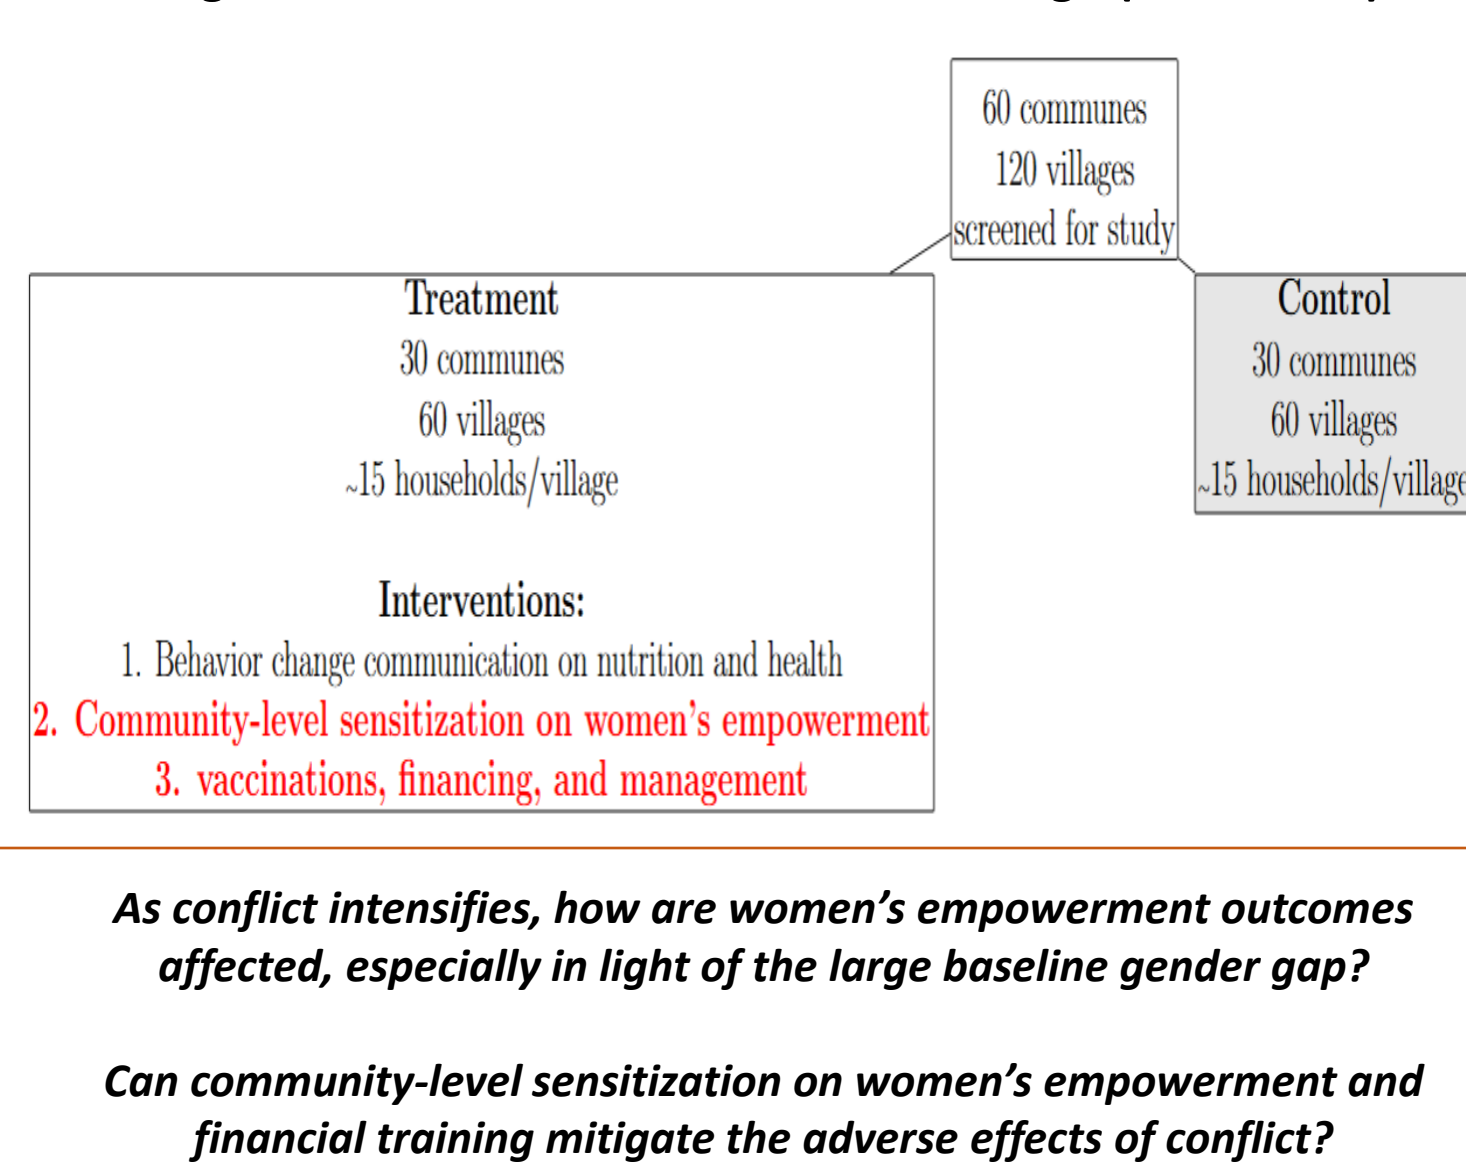 60 communes
120 villages
screened for study
Treatment
30 communes
60 villages
~15 households/village
Interventions:
1. Behavior change communication on nutrition and health
2. Community-level sensitization on women's empowerment
3. vaccinations, financing, and management
Control
30 communes
60 villages
~15 households/village
As conflict intensifies, how are women's empowerment outcomes
affected, especially in light of the large baseline gender gap?
Can community-level sensitization on women's empowerment and
financial training mitigate the adverse effects of conflict?